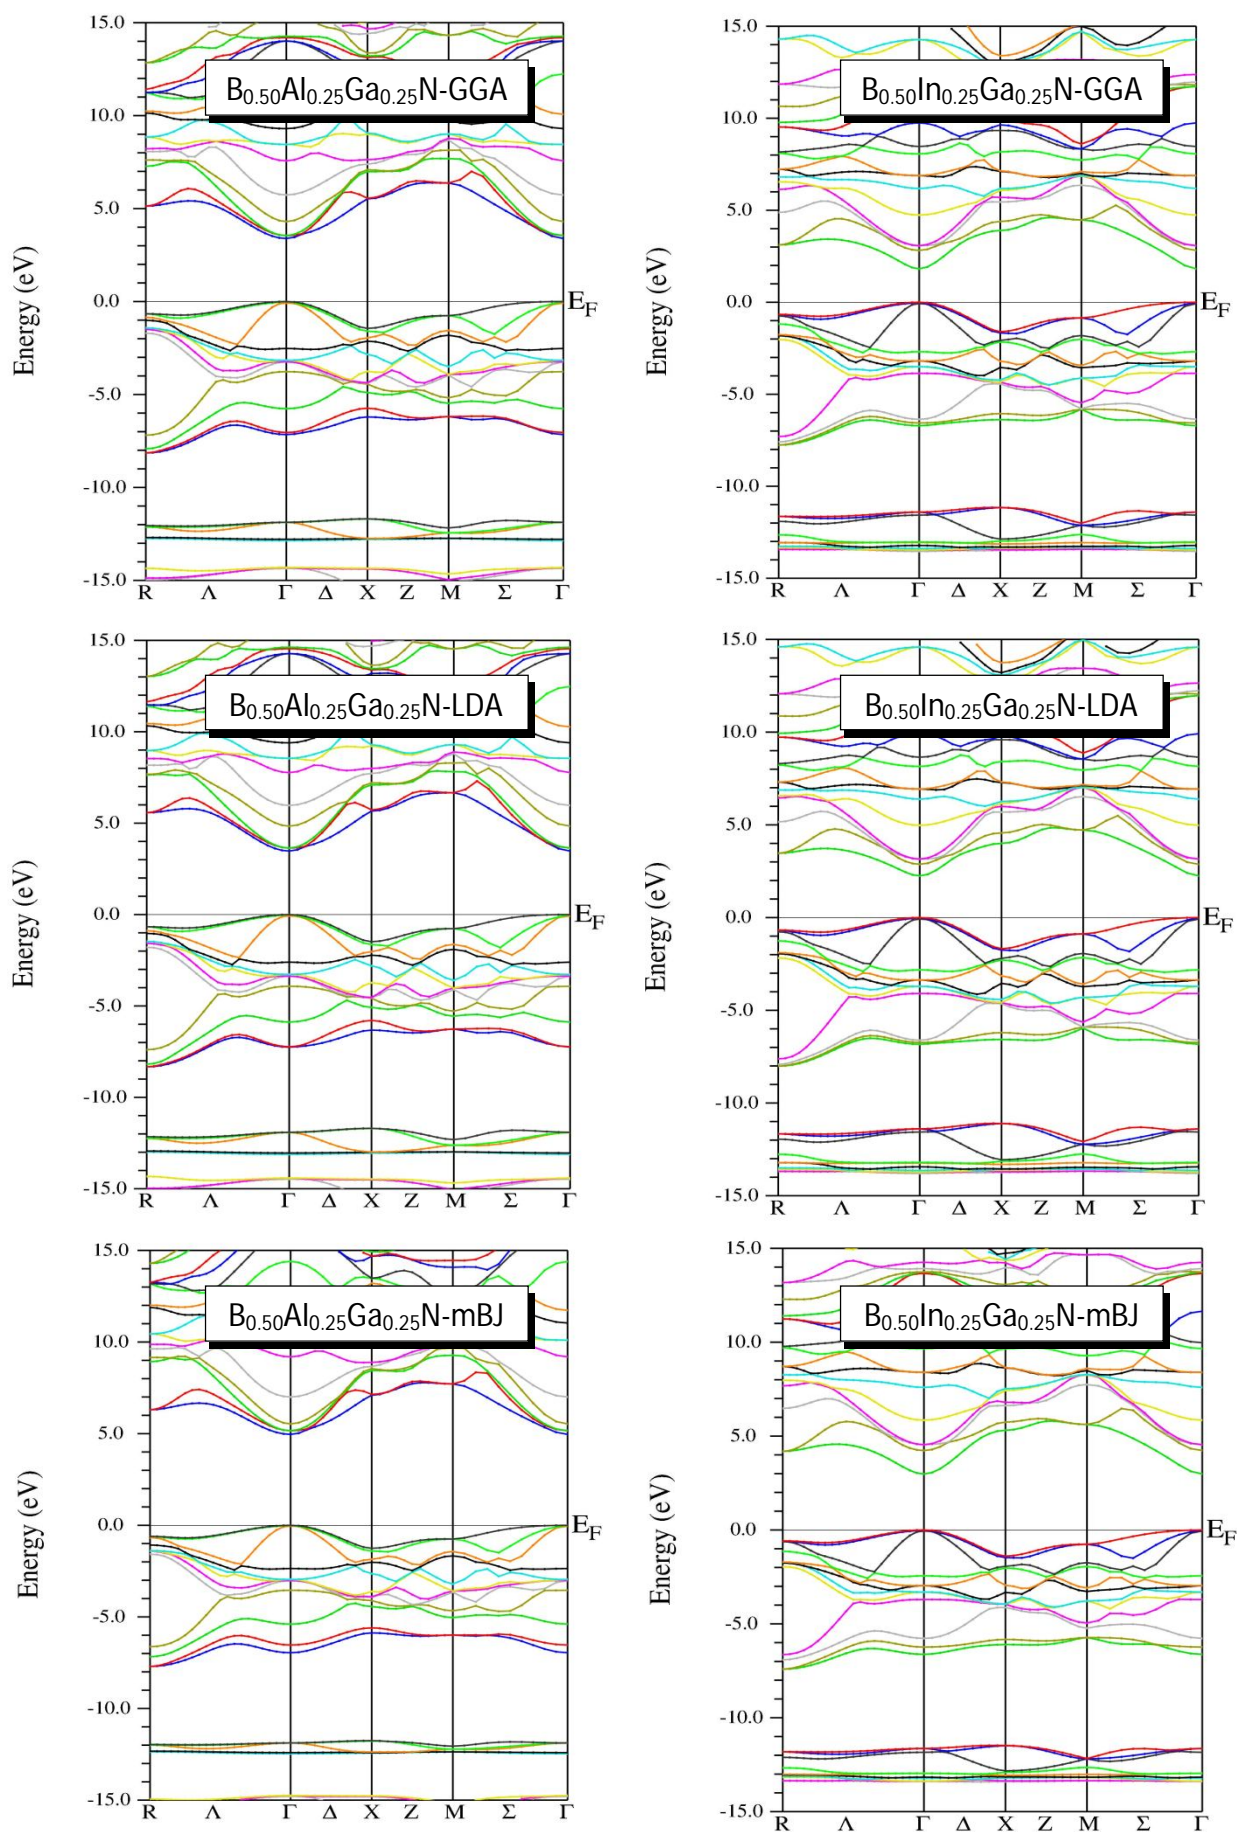 B0.50Al0.25Ga0.25N-GGA
Energy (eV)
15.0
10.0
5.0
0.0
-5.0
-10.0
-15.0
EF
R Λ Γ Δ X Z M Σ Γ
B0.50In0.25Ga0.25N-GGA
Energy (eV)
15.0
10.0
5.0
0.0
-5.0
-10.0
-15.0
EF
R Λ Γ Δ X Z M Σ Γ
B0.50Al0.25Ga0.25N-LDA
Energy (eV)
15.0
10.0
5.0
0.0
-5.0
-10.0
-15.0
EF
R Λ Γ Δ X Z M Σ Γ
B0.50In0.25Ga0.25N-LDA
Energy (eV)
15.0
10.0
5.0
0.0
-5.0
-10.0
-15.0
EF
R Λ Γ Δ X Z M Σ Γ
B0.50Al0.25Ga0.25N-mBJ
Energy (eV)
15.0
10.0
5.0
0.0
-5.0
-10.0
-15.0
EF
R Λ Γ Δ X Z M Σ Γ
B0.50In0.25Ga0.25N-mBJ
Energy (eV)
15.0
10.0
5.0
0.0
-5.0
-10.0
-15.0
EF
R Λ Γ Δ X Z M Σ Γ